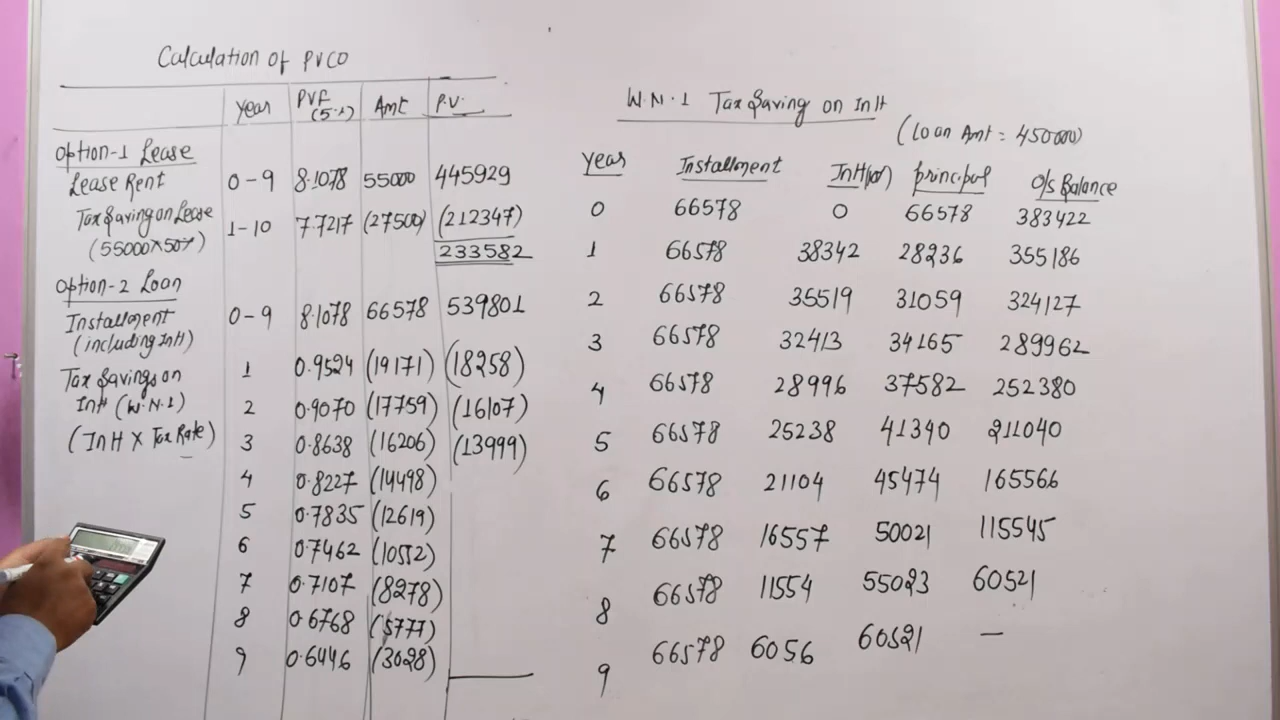 Calculation of PVCO
Year PVF (5%) Amt P.V.
Option-1 Lease
Lease Rent 0-9 8.1078 55000 445929
Tax Saving on Lease 1-10 7.7217 (27500) (212347)
(55000x50%) 233582
Option-2 Loan
Installment 0-9 8.1078 66578 539801
(including Intt)
Tax Savings on 1 0.9524 (19171) (18258)
Intt (W.N.1) 2 0.9070 (17759) (16107)
(Intt x Tax Rate) 3 0.8638 (16206) (13999)
4 0.8227 (14498)
5 0.7835 (12619)
6 0.7462 (10552)
7 0.7107 (8278)
8 0.6768 (5777)
9 0.6446 (3028)
W.N.1 Tax Saving on Intt
(Loan Amt = 450000)
Year Installment Intt(10%) principal O/s Balance
0 66578 0 66578 383422
1 66578 38342 28236 355186
2 66578 35519 31059 324127
3 66578 32413 34165 289962
4 66578 28996 37582 252380
5 66578 25238 41340 211040
6 66578 21104 45474 165566
7 66578 16557 50021 115545
8 66578 11554 55023 60521
9 66578 6056 60521 —